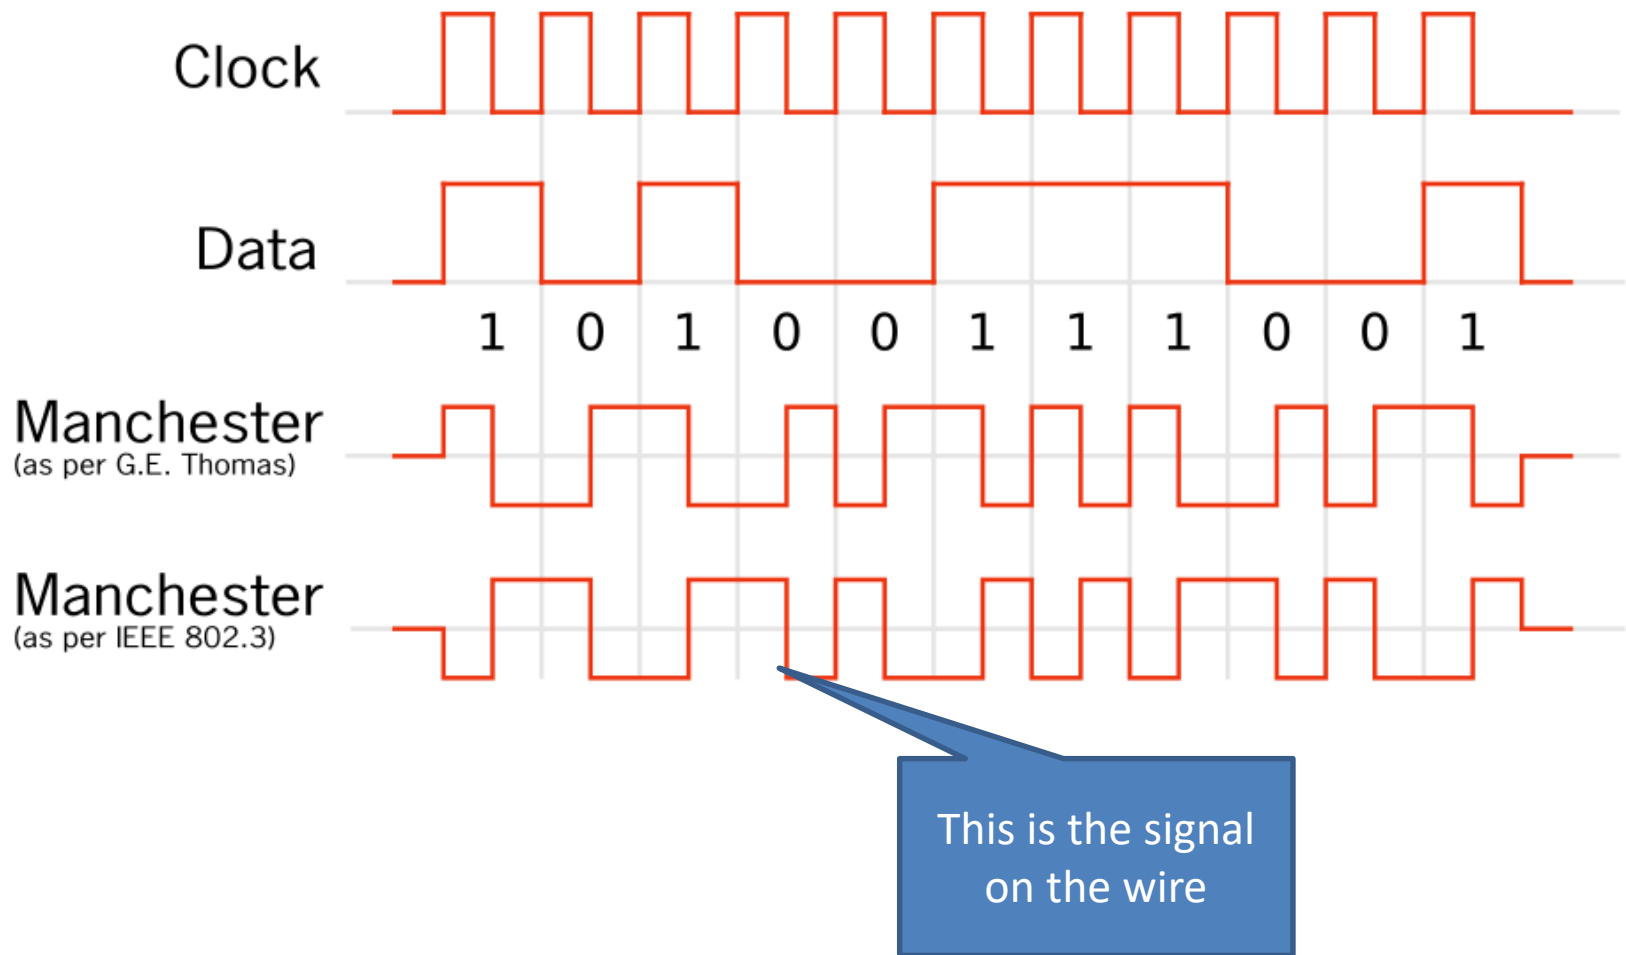 Clock
Data
1 0 1 0 0 1 1 1 0 0 1
Manchester
(as per G.E. Thomas)
Manchester
(as per IEEE 802.3)
This is the signal
on the wire